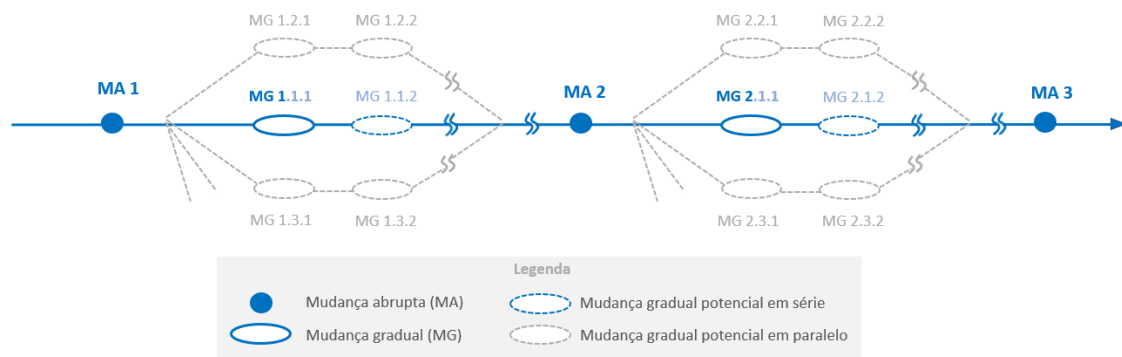 MG 1.2.1 MG 1.2.2 MG 2.2.1 MG 2.2.2
MA 1 MG 1.1.1 MG 1.1.2 MA 2 MG 2.1.1 MG 2.1.2 MA 3
MG 1.3.1 MG 1.3.2 MG 2.3.1 MG 2.3.2
Legenda
Mudança abrupta (MA) Mudança gradual potencial em série
Mudança gradual (MG) Mudança gradual potencial em paralelo